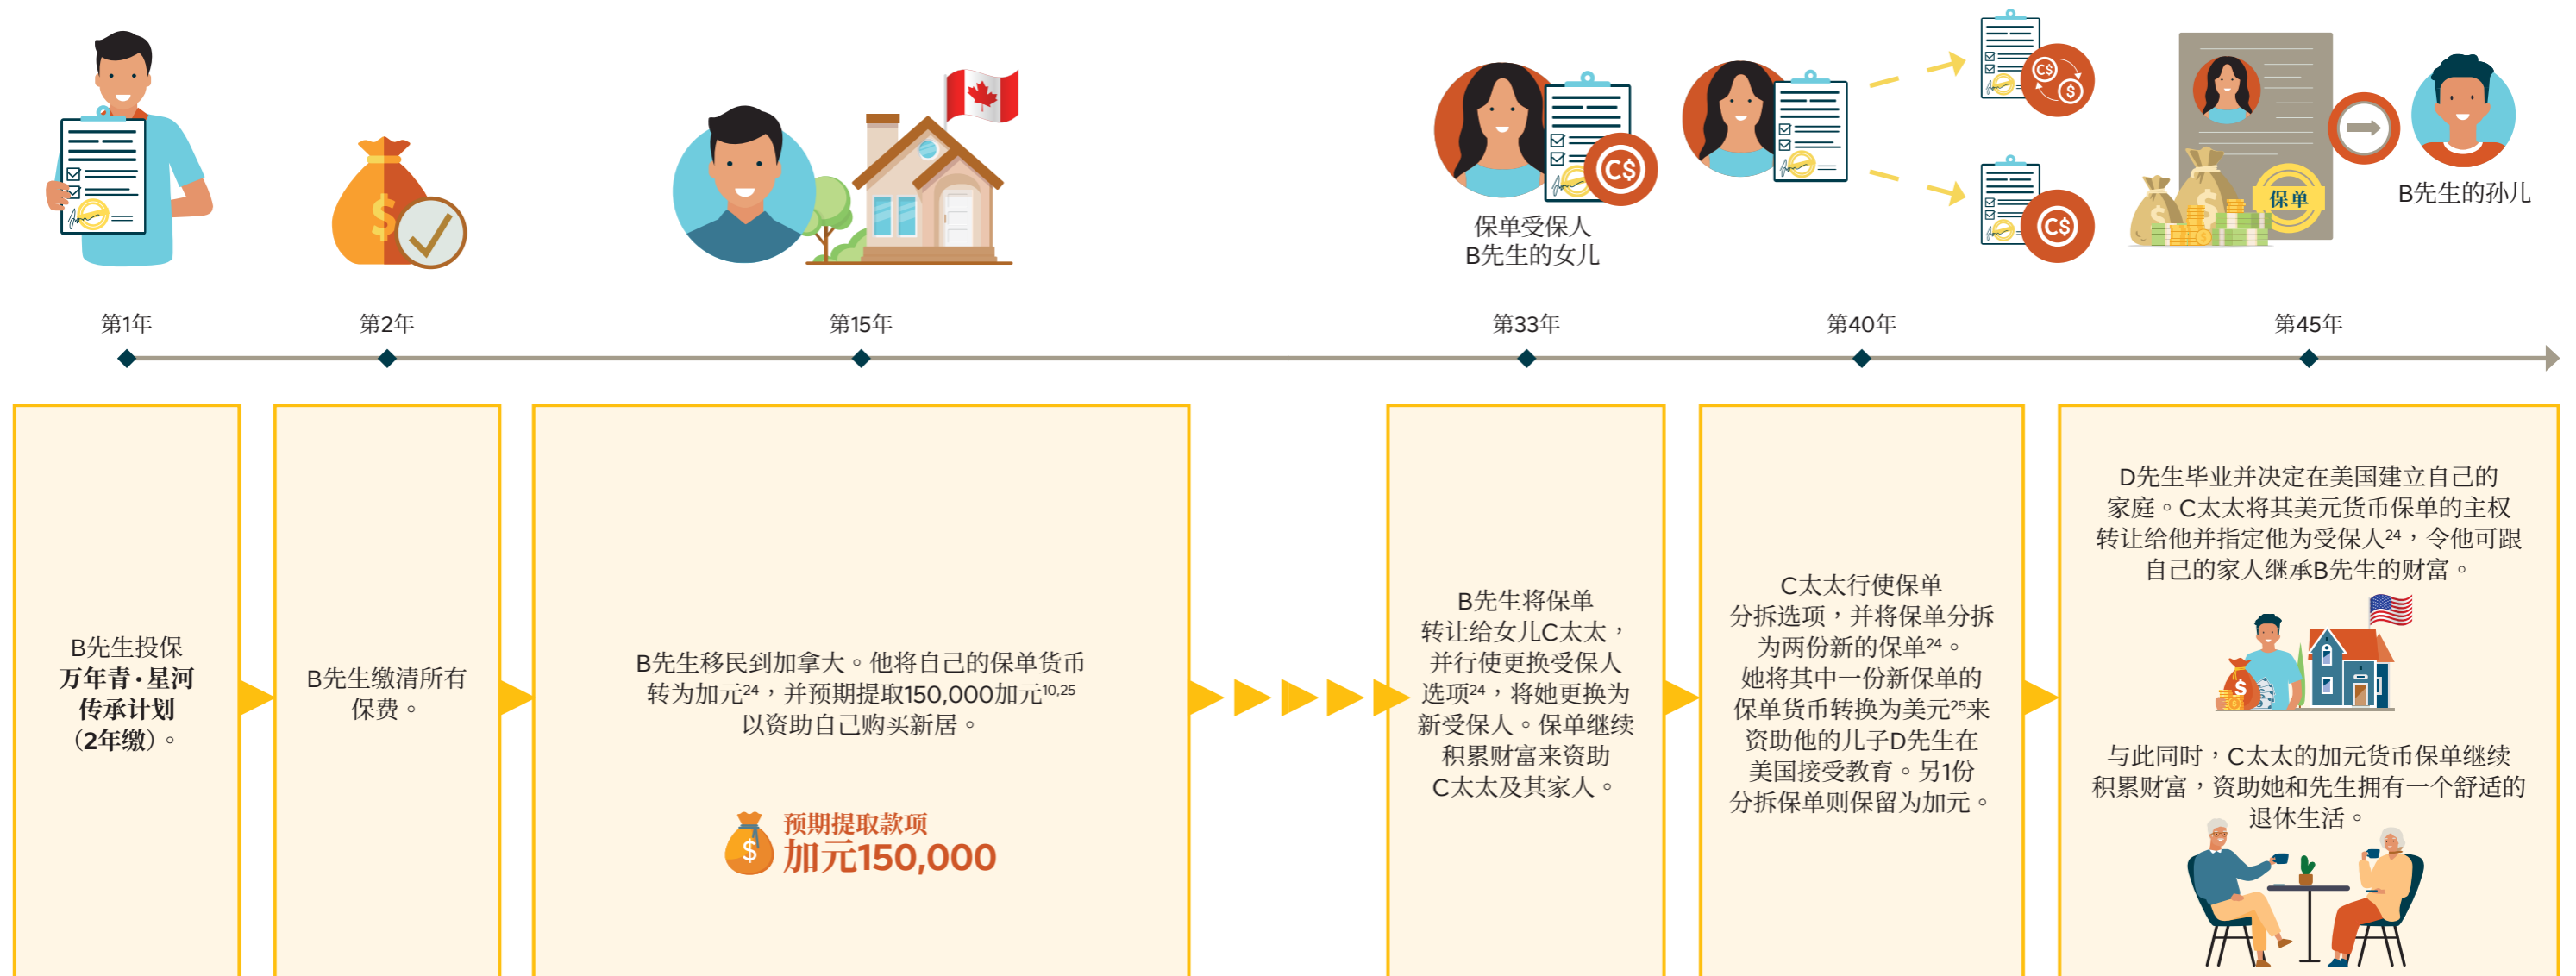 保单
B先生的孙儿
保单受保人
B先生的女儿
C$
C$
$
C$
$
第1年
第2年
第15年
第33年
第40年
第45年
B先生投保
万年青·星河
传承计划
（2年缴）。
B先生缴清所有
保费。
B先生移民到加拿大。他将自己的保单货币
转为加元24，并预期提取150,000加元10,25
以资助自己购买新居。
$
预期提取款项
加元150,000
B先生将保单
转让给女儿C太太，
并行使更换受保人
选项24，将她更换为
新受保人。保单继续
积累财富来资助
C太太及其家人。
C太太行使保单
分拆选项，并将保单分拆
为两份新的保单24。
她将其中一份新保单的
保单货币转换为美元25来
资助他的儿子D先生在
美国接受教育。另1份
分拆保单则保留为加元。
D先生毕业并决定在美国建立自己的
家庭。C太太将其美元货币保单的主权
转让给他并指定他为受保人24，令他可跟
自己的家人继承B先生的财富。
$
与此同时，C太太的加元货币保单继续
积累财富，资助她和先生拥有一个舒适的
退休生活。